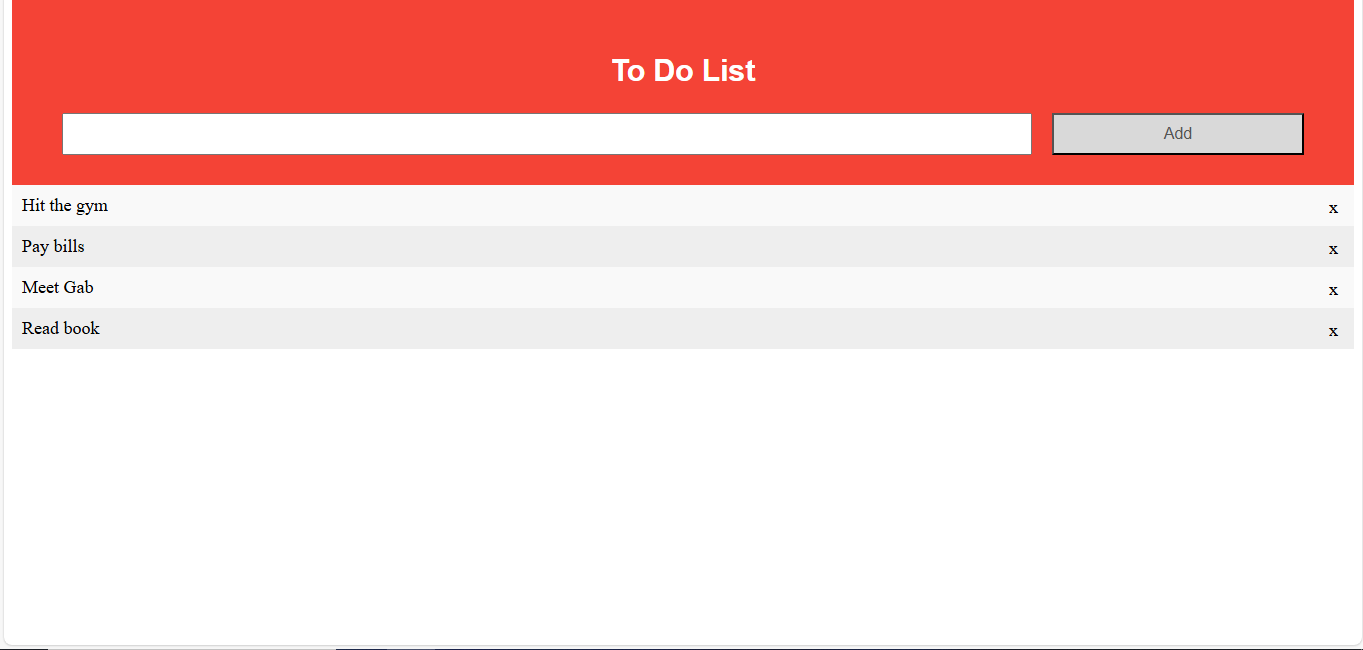 To Do List
Add
Hit the gym x
Pay bills x
Meet Gab x
Read book x